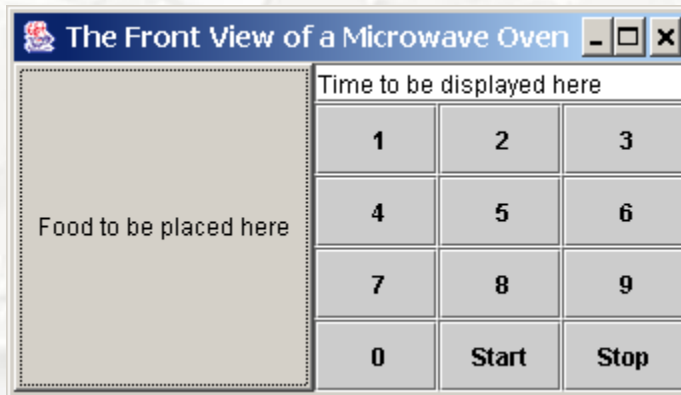 The Front View of a Microwave Oven
Time to be displayed here
1 2 3
Food to be placed here
4 5 6
7 8 9
0 Start Stop